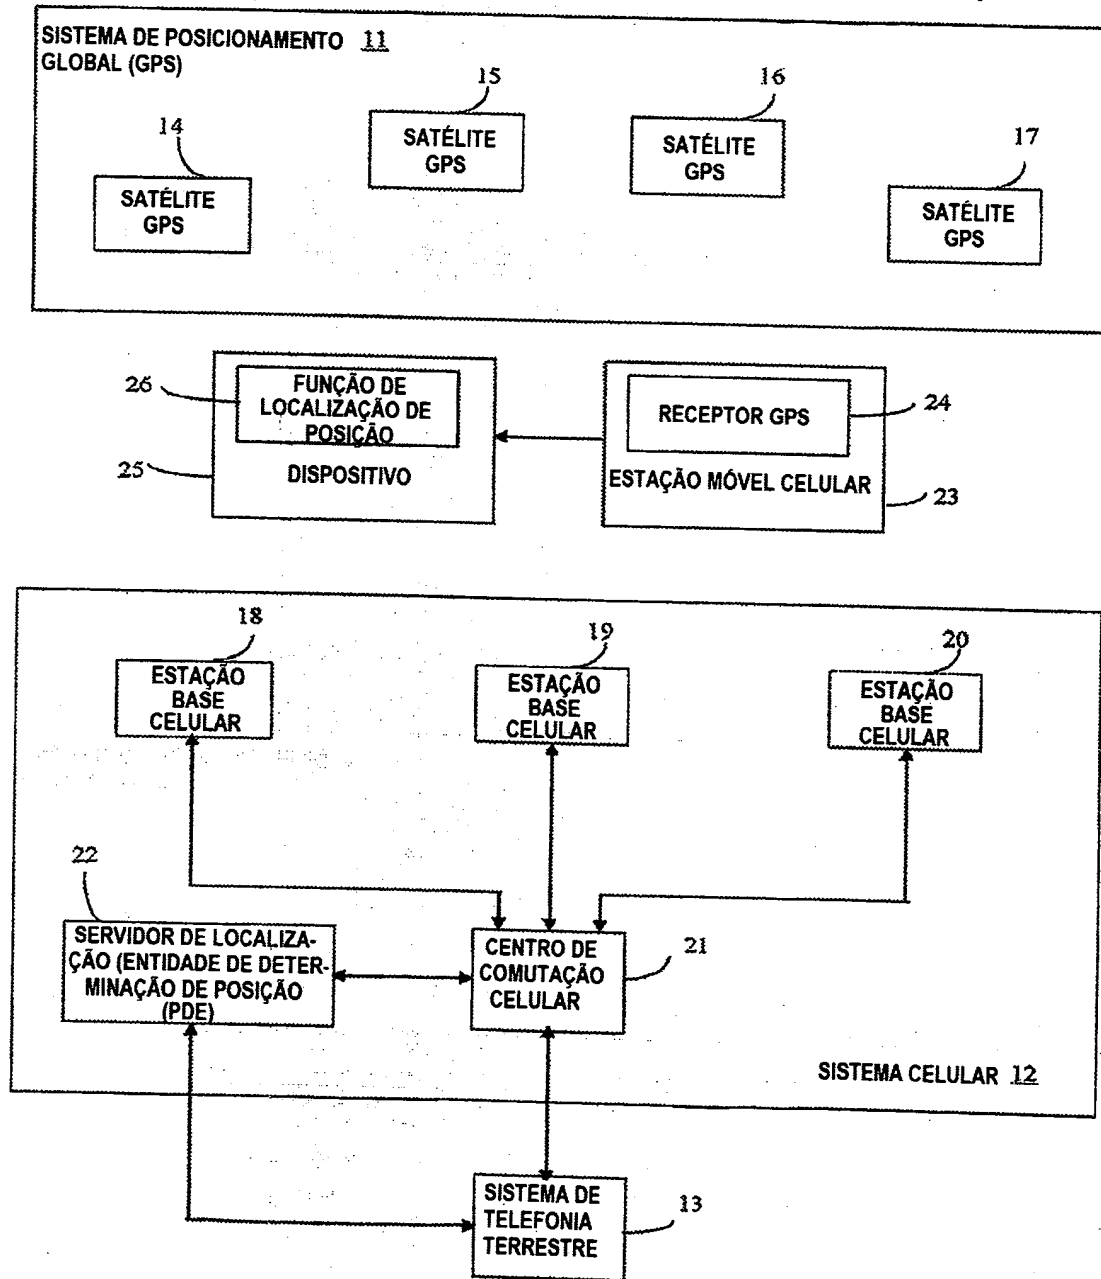 SISTEMA DE POSICIONAMENTO 11
GLOBAL (GPS)
14
SATÉLITE
GPS
15
SATÉLITE
GPS
16
SATÉLITE
GPS
17
SATÉLITE
GPS
26
FUNÇÃO DE
LOCALIZAÇÃO DE
POSIÇÃO
25
DISPOSITIVO
RECEPTOR GPS
24
ESTAÇÃO MÓVEL CELULAR
23
18
ESTAÇÃO
BASE
CELULAR
19
ESTAÇÃO
BASE
CELULAR
20
ESTAÇÃO
BASE
CELULAR
22
SERVIDOR DE LOCALIZA-
ÇÃO (ENTIDADE DE DETER-
MINAÇÃO DE POSIÇÃO
(PDE)
CENTRO DE
COMUTAÇÃO
CELULAR
21
SISTEMA CELULAR 12
SISTEMA DE
TELEFONIA
TERRESTRE
13